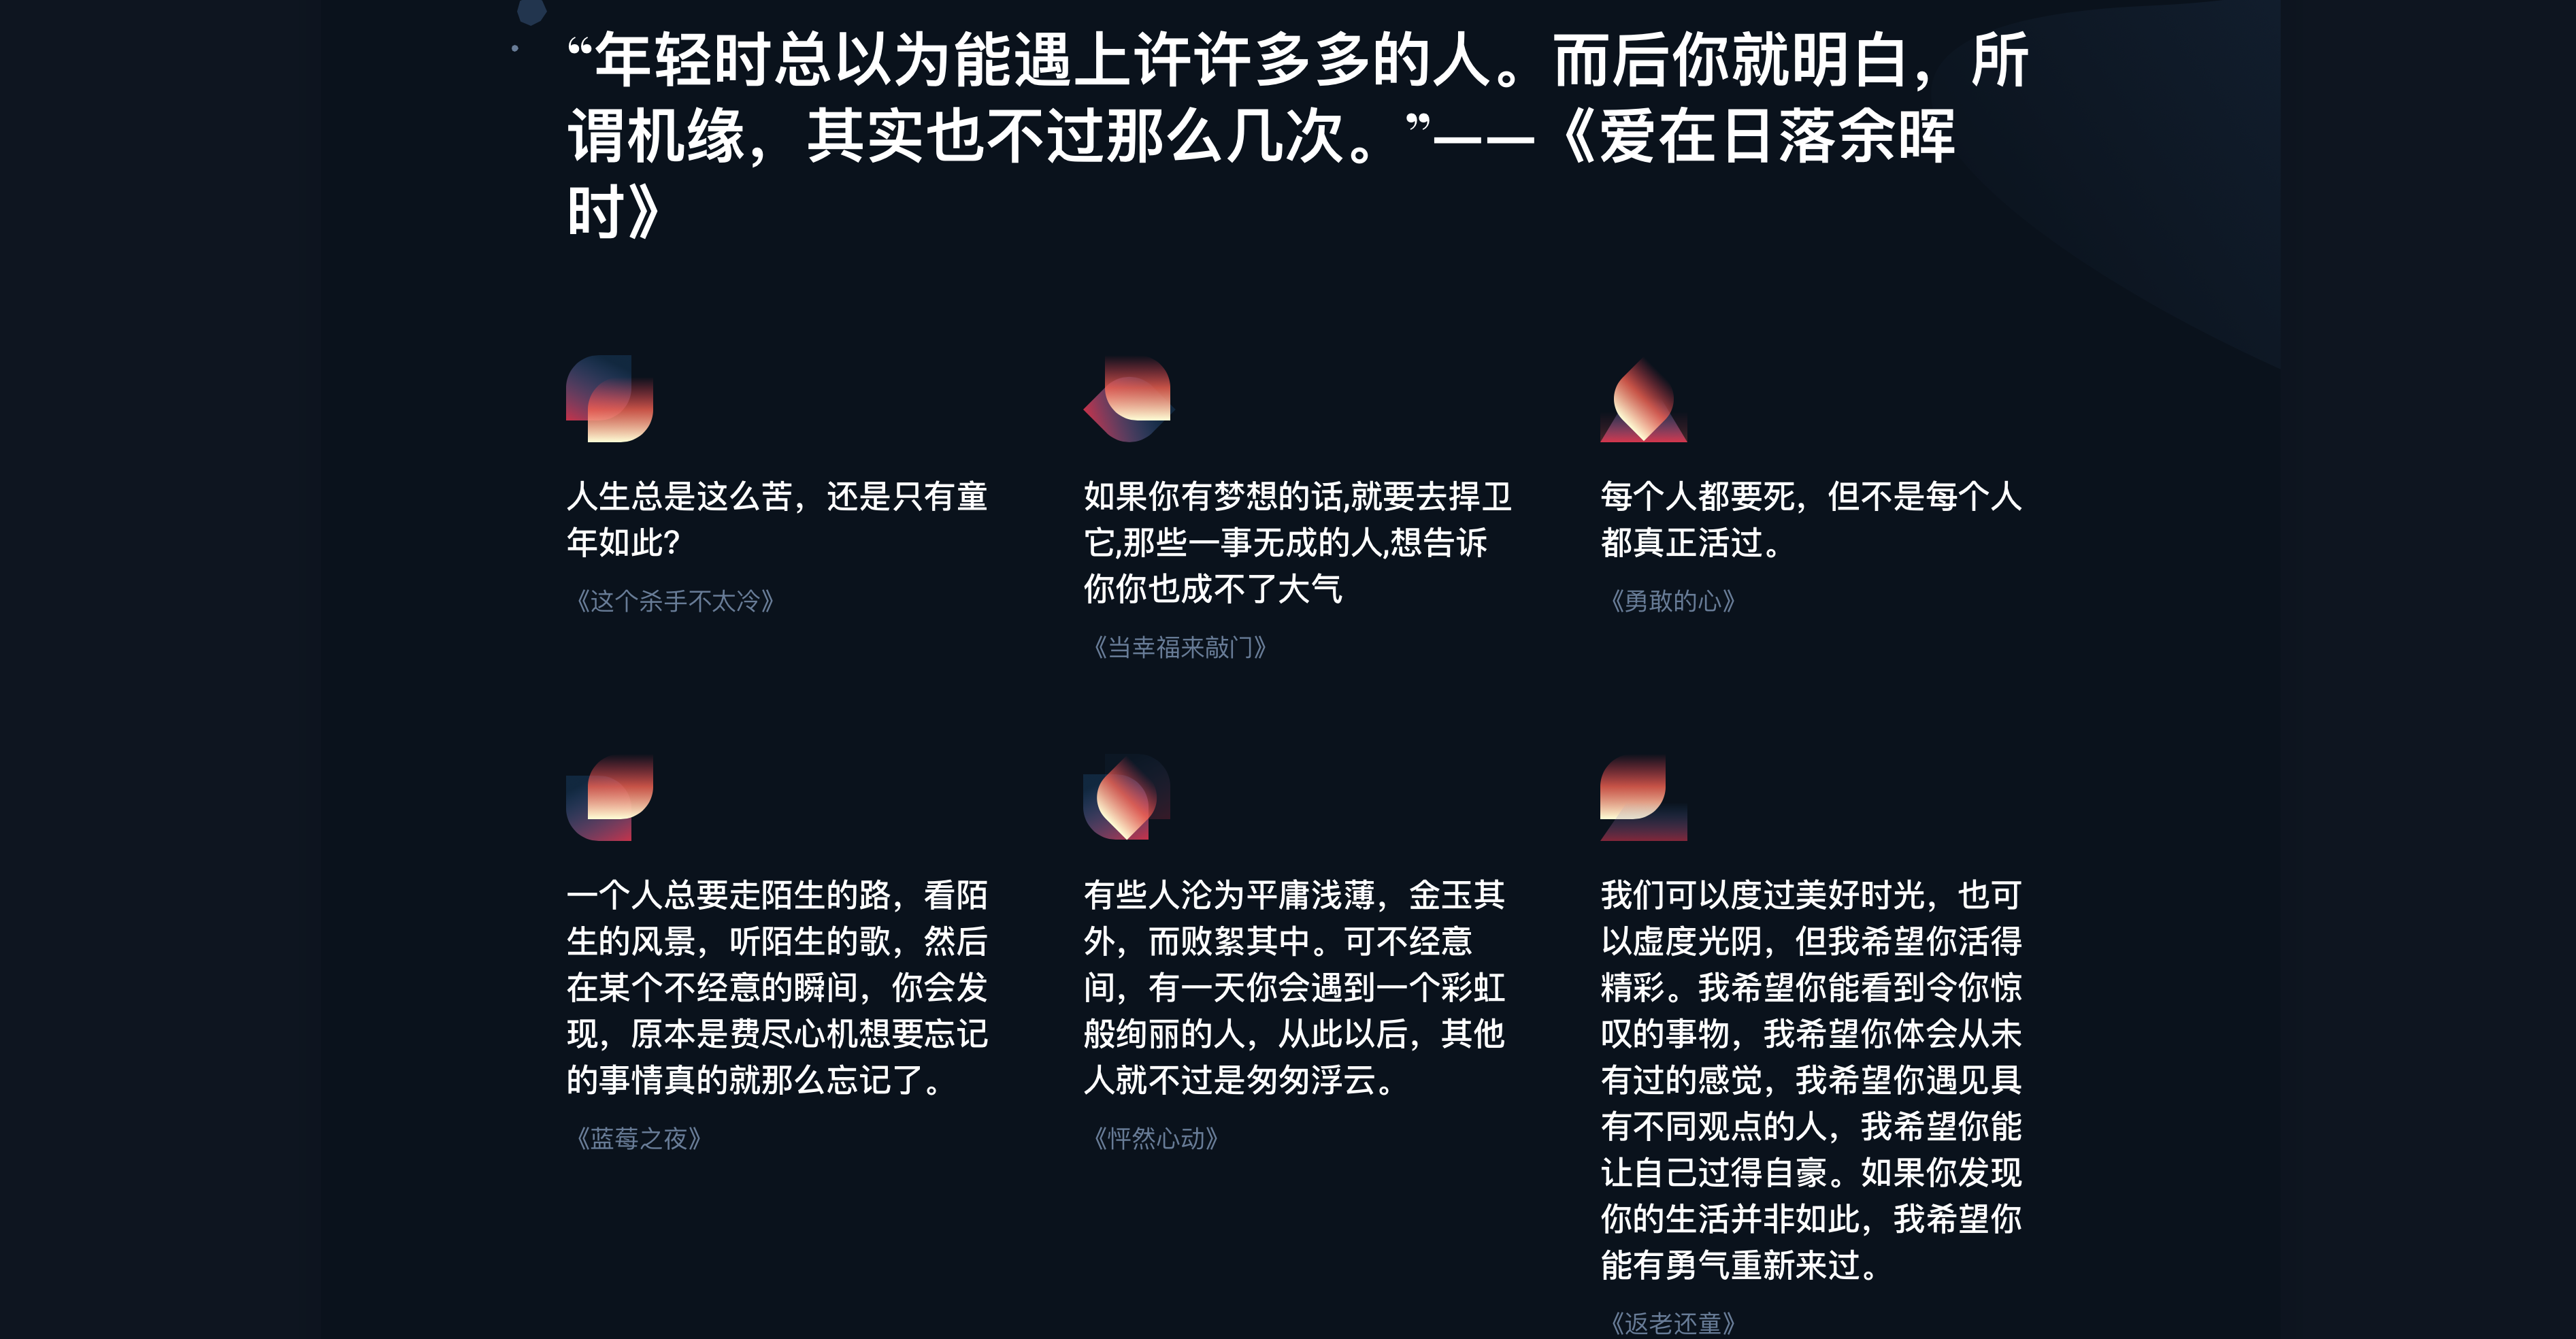 “年轻时总以为能遇上许许多多的人。而后你就明白，所
谓机缘，其实也不过那么几次。”——《爱在日落余晖
时》
人生总是这么苦，还是只有童
年如此?
《这个杀手不太冷》
如果你有梦想的话,就要去捍卫
它,那些一事无成的人,想告诉
你你也成不了大气
《当幸福来敲门》
每个人都要死，但不是每个人
都真正活过。
《勇敢的心》
一个人总要走陌生的路，看陌
生的风景，听陌生的歌，然后
在某个不经意的瞬间，你会发
现，原本是费尽心机想要忘记
的事情真的就那么忘记了。
《蓝莓之夜》
有些人沦为平庸浅薄，金玉其
外，而败絮其中。可不经意
间，有一天你会遇到一个彩虹
般绚丽的人，从此以后，其他
人就不过是匆匆浮云。
《怦然心动》
我们可以度过美好时光，也可
以虚度光阴，但我希望你活得
精彩。我希望你能看到令你惊
叹的事物，我希望你体会从未
有过的感觉，我希望你遇见具
有不同观点的人，我希望你能
让自己过得自豪。如果你发现
你的生活并非如此，我希望你
能有勇气重新来过。
《返老还童》